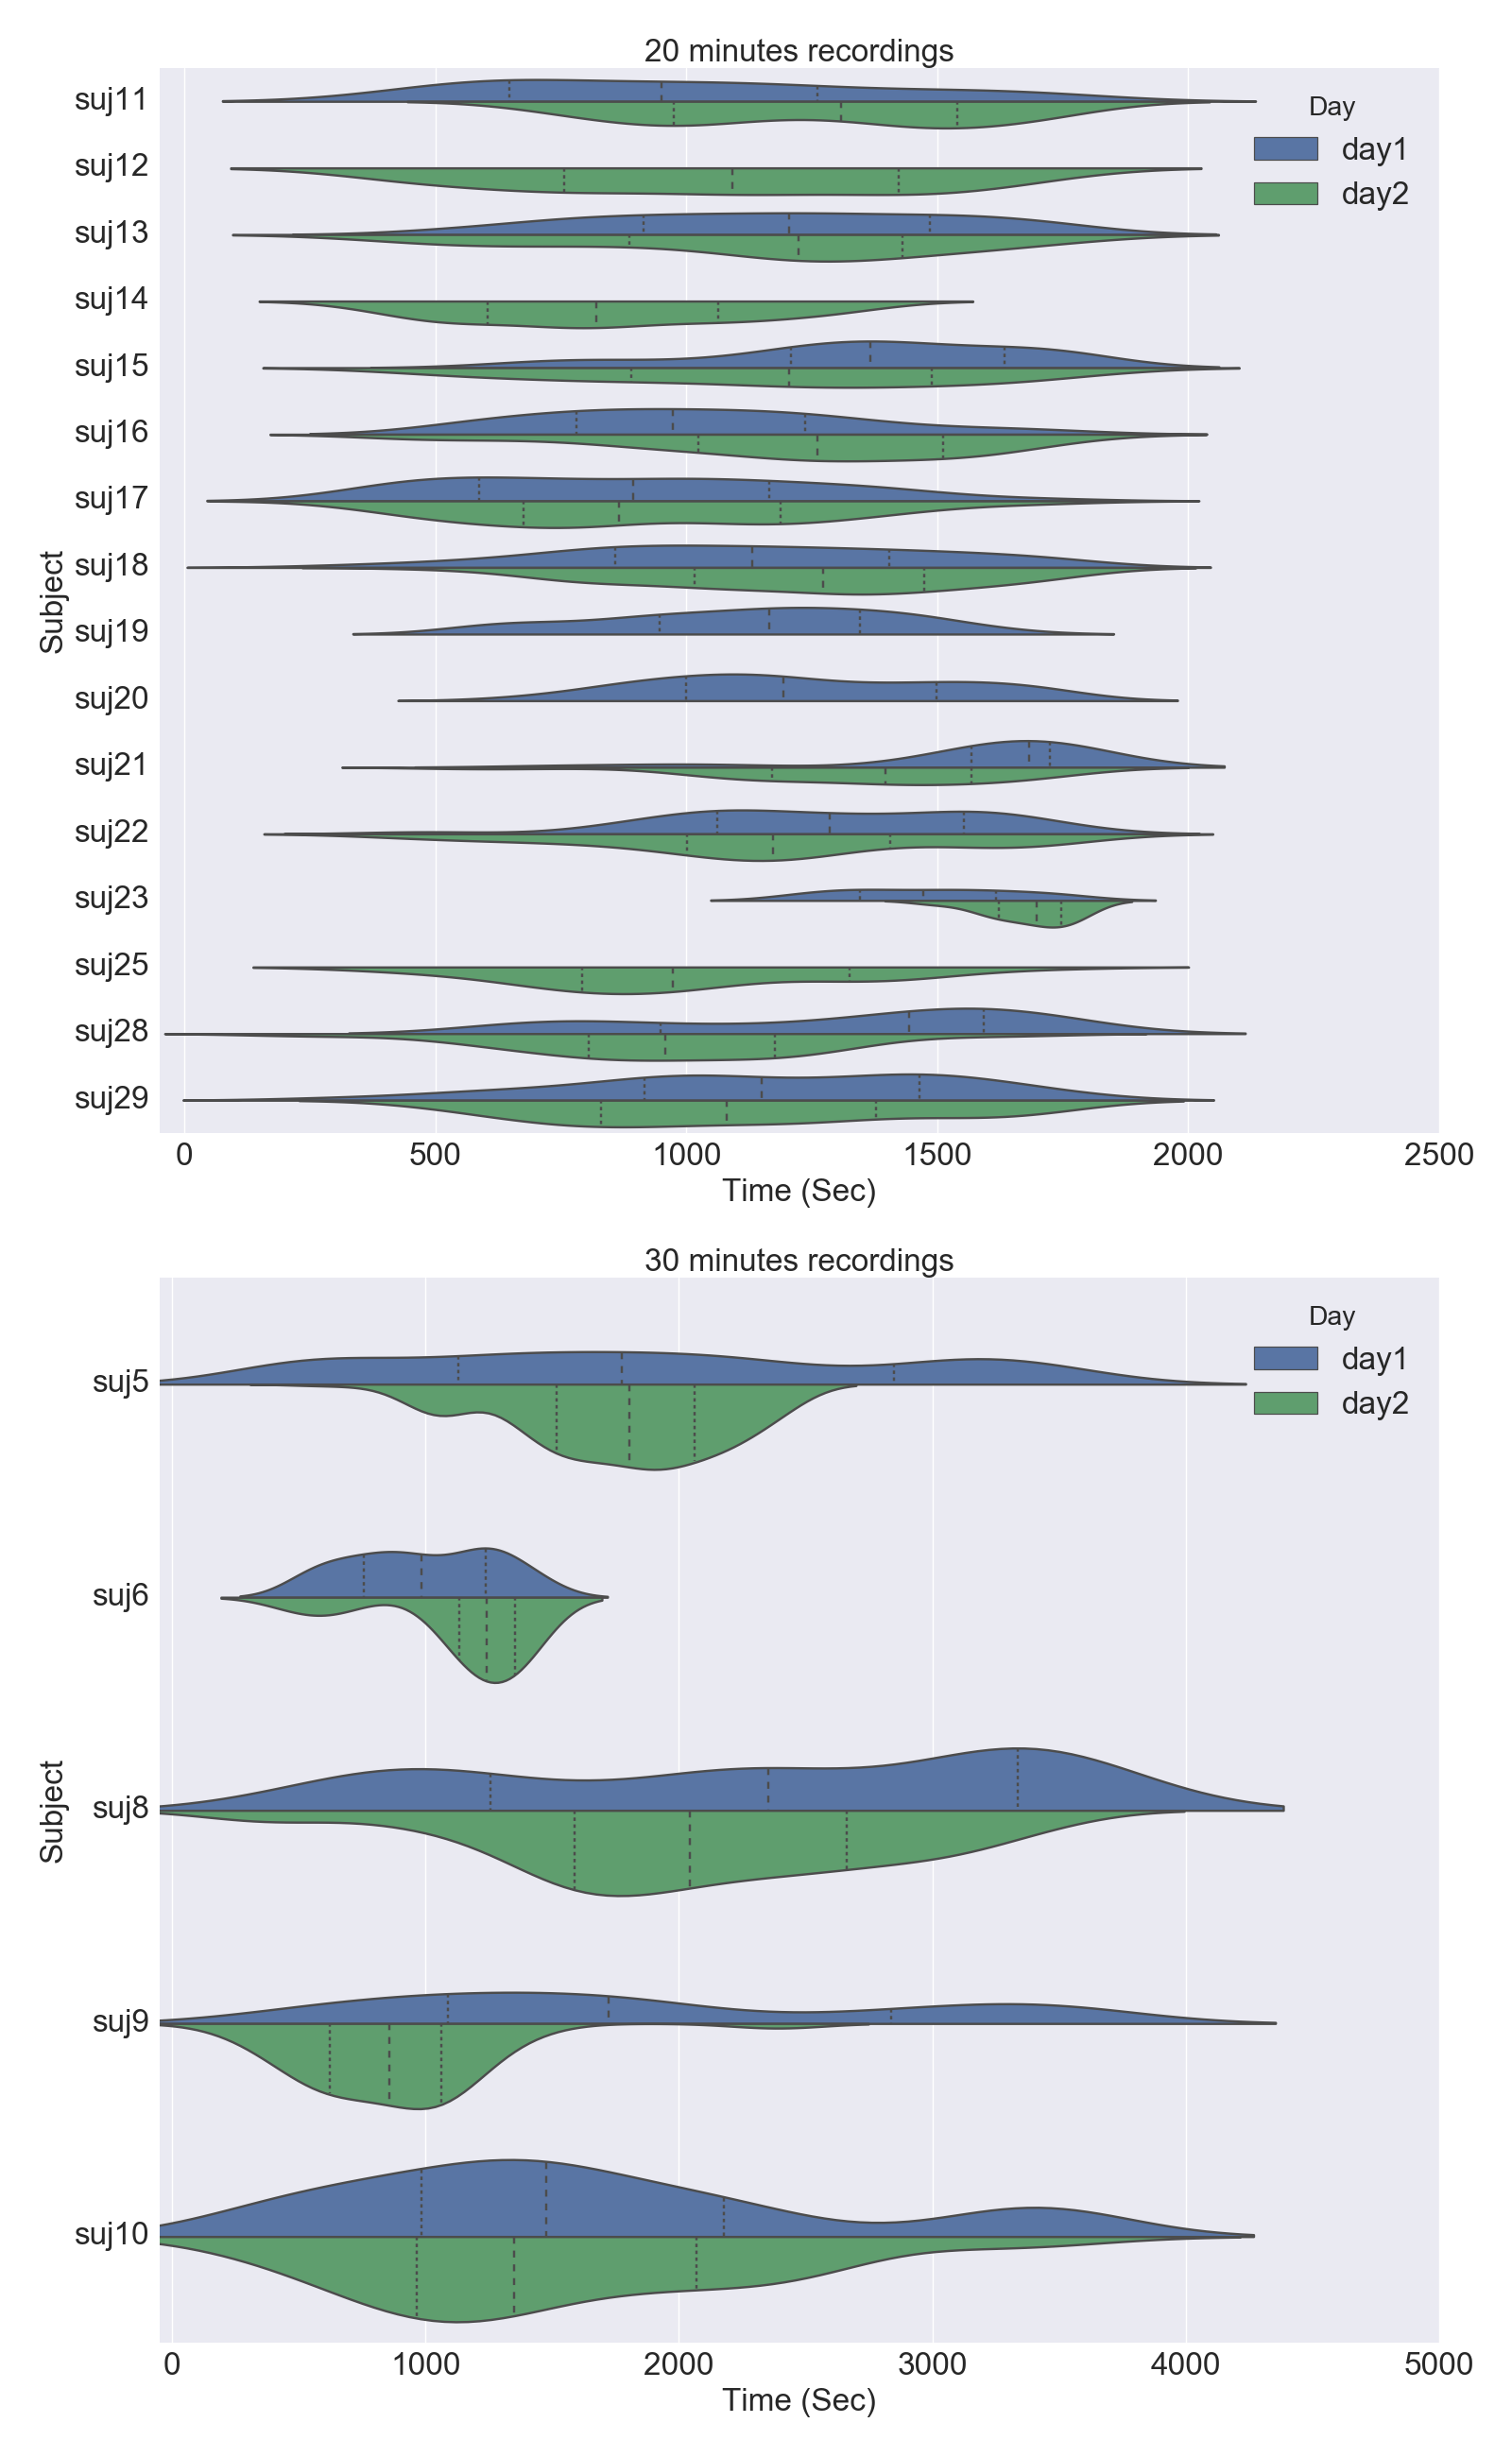 20 minutes recordings
Day
day1
day2
suj11
suj12
suj13
suj14
suj15
suj16
suj17
suj18
suj19
suj20
suj21
suj22
suj23
suj25
suj28
suj29
Subject
0 500 1000 1500 2000 2500
Time (Sec)
30 minutes recordings
Day
day1
day2
suj5
suj6
suj8
suj9
suj10
Subject
0 1000 2000 3000 4000 5000
Time (Sec)